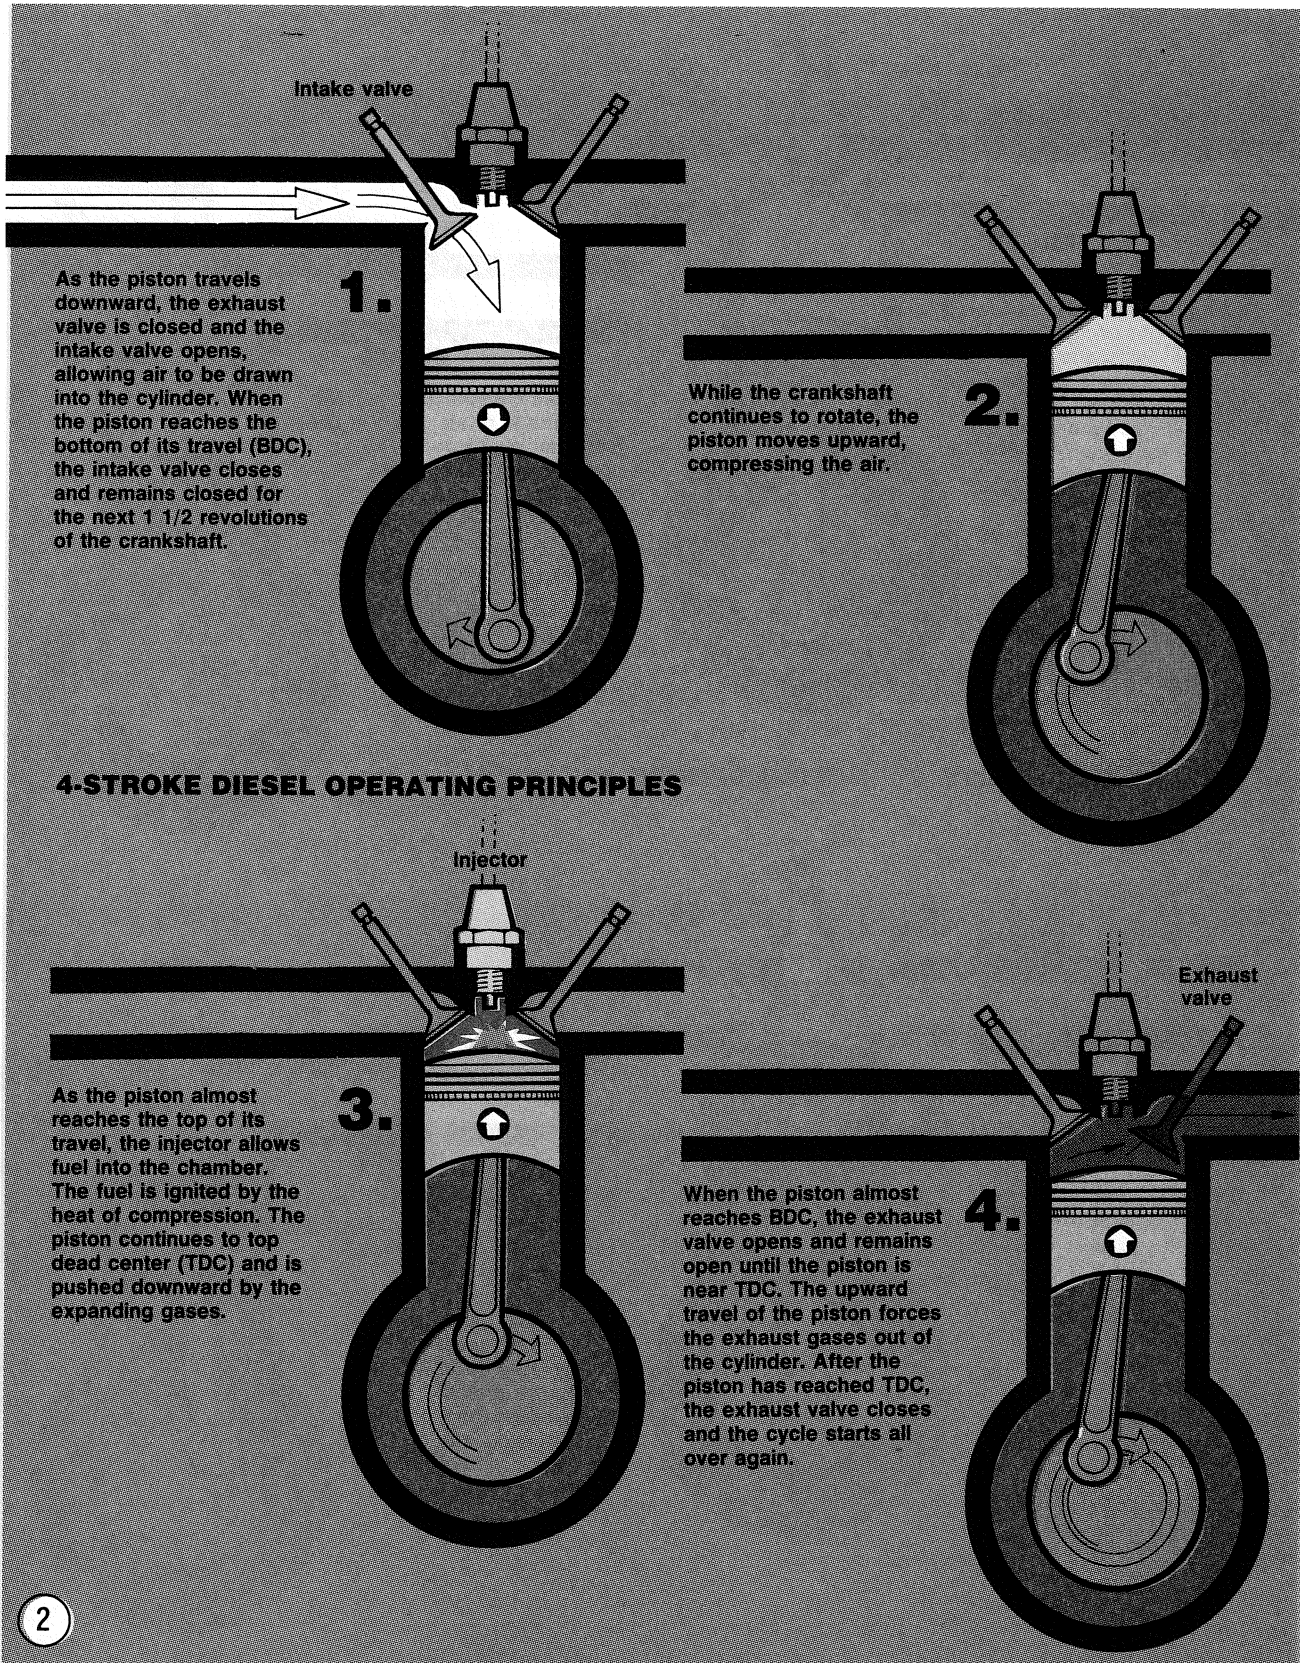 Intake valve
1.
As the piston travels
downward, the exhaust
valve is closed and the
intake valve opens,
allowing air to be drawn
into the cylinder. When
the piston reaches the
bottom of its travel (BDC),
the intake valve closes
and remains closed for
the next 1 1/2 revolutions
of the crankshaft.
2.
While the crankshaft
continues to rotate, the
piston moves upward,
compressing the air.
4-STROKE DIESEL OPERATING PRINCIPLES
Injector
3.
As the piston almost
reaches the top of its
travel, the injector allows
fuel into the chamber.
The fuel is ignited by the
heat of compression. The
piston continues to top
dead center (TDC) and is
pushed downward by the
expanding gases.
Exhaust
valve
4.
When the piston almost
reaches BDC, the exhaust
valve opens and remains
open until the piston is
near TDC. The upward
travel of the piston forces
the exhaust gases out of
the cylinder. After the
piston has reached TDC,
the exhaust valve closes
and the cycle starts all
over again.
2